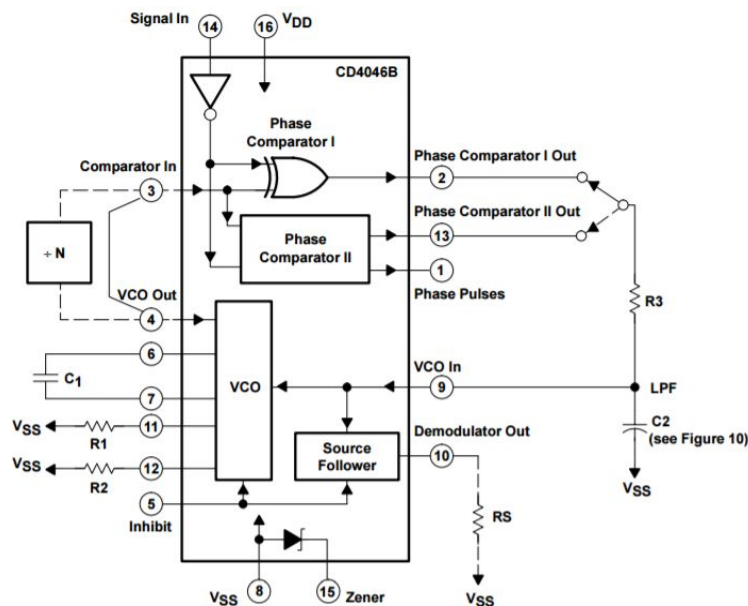 Signal In
14
16
VDD
CD4046B
Phase
Comparator I
Comparator In
3
Phase Comparator I Out
2
Phase Comparator II Out
13
÷ N
Phase
Comparator II
1
Phase Pulses
VCO Out
4
R3
6
C1
7
VCO
VCO In
9
LPF
VSS
R1
11
C2
(see Figure 10)
Demodulator Out
10
Source
Follower
VSS
R2
12
VSS
5
Inhibit
RS
VSS
8
15
Zener
VSS